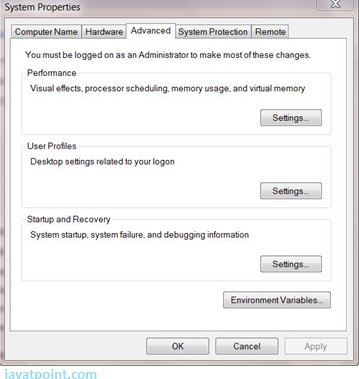 System Properties
Computer Name Hardware Advanced System Protection Remote
You must be logged on as an Administrator to make most of these changes.
Performance
Visual effects, processor scheduling, memory usage, and virtual memory
Settings...
User Profiles
Desktop settings related to your logon
Settings...
Startup and Recovery
System startup, system failure, and debugging information
Settings...
Environment Variables...
OK Cancel Apply
javatpoint.com